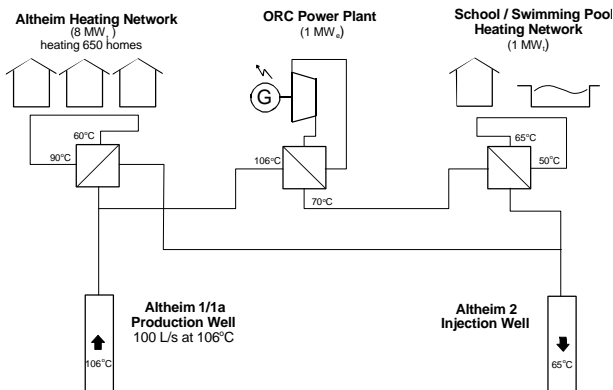 Altheim Heating Network
(8 MWt)
heating 650 homes
ORC Power Plant
(1 MWe)
School / Swimming Pool
Heating Network
(1 MWt)
G
60°C
90°C
106°C
70°C
65°C
50°C
Altheim 1/1a
Production Well
100 L/s at 106°C
106°C
Altheim 2
Injection Well
65°C